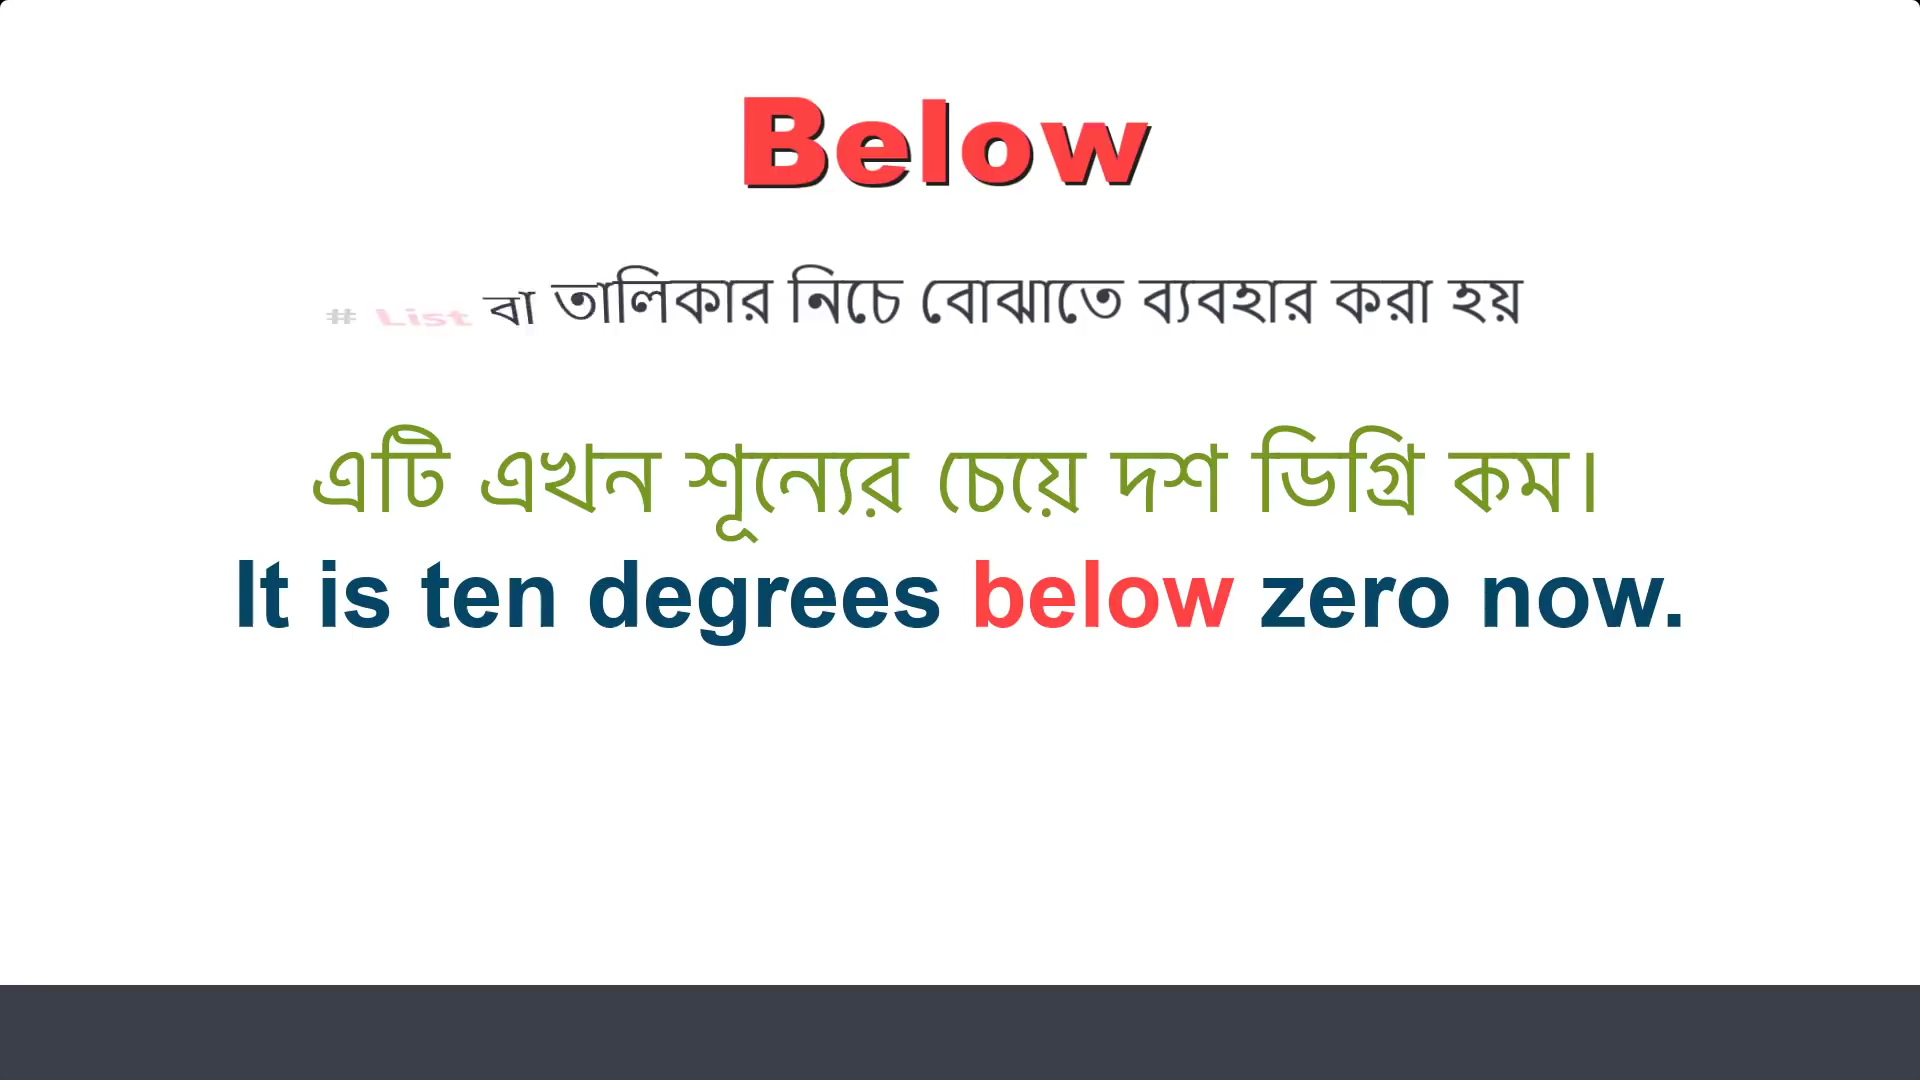 Below
# List বা তালিকার নিচে বোঝাতে ব্যবহার করা হয়
এটি এখন শূন্যের চেয়ে দশ ডিগ্রি কম।
It is ten degrees below zero now.